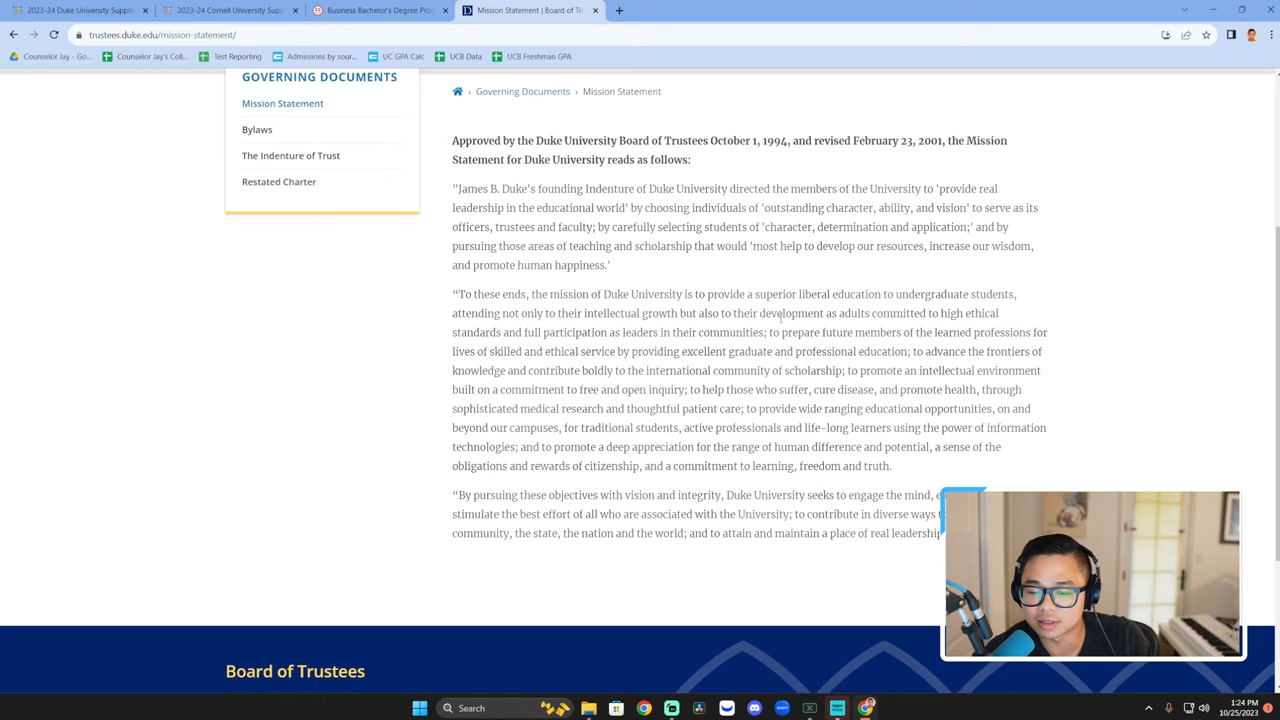 2023-24 Duke University Supple
2023-24 Cornell University Supp
Business Bachelor's Degree Prog
Mission Statement | Board of Tru
trustees.duke.edu/mission-statement/
Counselor Jay - Go...
Counselor Jay's Coll...
Test Reporting
Admissions by sour...
UC GPA Calc
UCB Data
UCB Freshman GPA
GOVERNING DOCUMENTS
Mission Statement
Bylaws
The Indenture of Trust
Restated Charter
Governing Documents › Mission Statement
Approved by the Duke University Board of Trustees October 1, 1994, and revised February 23, 2001, the Mission
Statement for Duke University reads as follows:
"James B. Duke's founding Indenture of Duke University directed the members of the University to 'provide real
leadership in the educational world' by choosing individuals of 'outstanding character, ability, and vision' to serve as its
officers, trustees and faculty; by carefully selecting students of 'character, determination and application;' and by
pursuing those areas of teaching and scholarship that would 'most help to develop our resources, increase our wisdom,
and promote human happiness.'
“To these ends, the mission of Duke University is to provide a superior liberal education to undergraduate students,
attending not only to their intellectual growth but also to their development as adults committed to high ethical
standards and full participation as leaders in their communities; to prepare future members of the learned professions for
lives of skilled and ethical service by providing excellent graduate and professional education; to advance the frontiers of
knowledge and contribute boldly to the international community of scholarship; to promote an intellectual environment
built on a commitment to free and open inquiry; to help those who suffer, cure disease, and promote health, through
sophisticated medical research and thoughtful patient care; to provide wide ranging educational opportunities, on and
beyond our campuses, for traditional students, active professionals and life-long learners using the power of information
technologies; and to promote a deep appreciation for the range of human difference and potential, a sense of the
obligations and rewards of citizenship, and a commitment to learning, freedom and truth.
“By pursuing these objectives with vision and integrity, Duke University seeks to engage the mind,
stimulate the best effort of all who are associated with the University; to contribute in diverse ways
community, the state, the nation and the world; and to attain and maintain a place of real leadership
Board of Trustees
Search
1:24 PM
10/25/2023